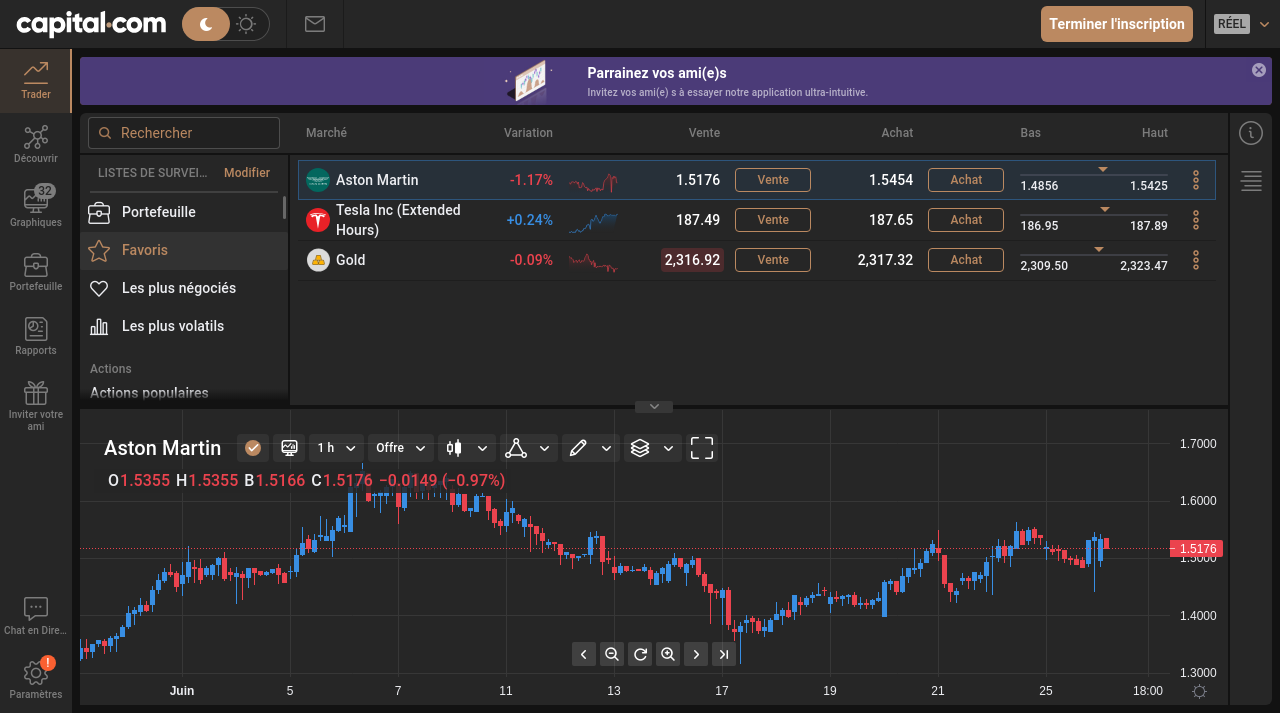 capital.com
Terminer l'inscription
RÉEL
Trader
Parrainez vos ami(e)s
Invitez vos ami(e) s à essayer notre application ultra-intuitive.
Découvrir
32
Graphiques
Portefeuille
Rapports
Inviter votre
ami
Chat en Dire...
!
Paramètres
Rechercher
Marché
Variation
Vente
Achat
Bas
Haut
LISTES DE SURVEI...
Modifier
Portefeuille
Favoris
Les plus négociés
Les plus volatils
Actions
Actions populaires
Aston Martin
-1.17%
1.5176
Vente
1.5454
Achat
1.4856
1.5425
Tesla Inc (Extended
Hours)
+0.24%
187.49
Vente
187.65
Achat
186.95
187.89
Gold
-0.09%
2,316.92
Vente
2,317.32
Achat
2,309.50
2,323.47
Aston Martin
1 h
Offre
O1.5355 H1.5355 B1.5166 C1.5176 −0.0149 (−0.97%)
1.7000
1.6000
1.5176
1.5000
1.4000
1.3000
Juin
5
7
11
13
17
19
21
25
18:00